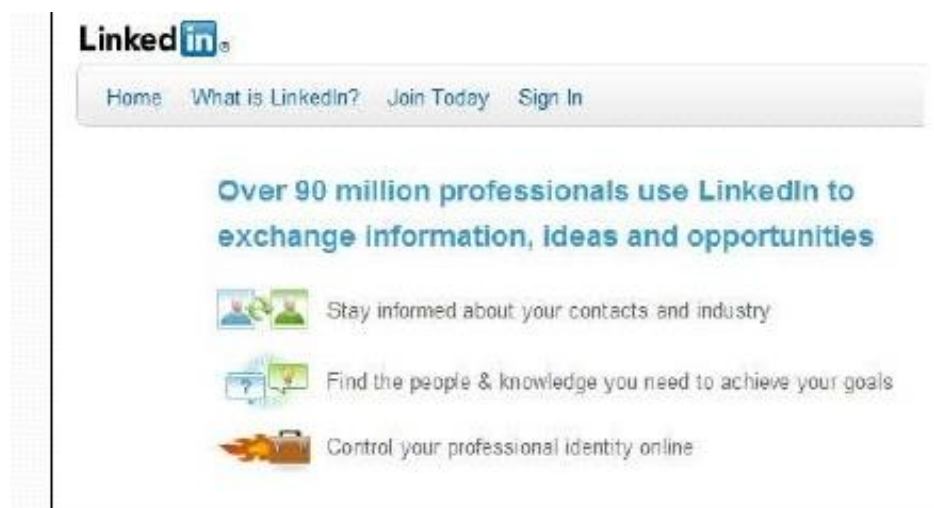 Linked in ®
Home What is LinkedIn? Join Today Sign In
Over 90 million professionals use LinkedIn to
exchange information, ideas and opportunities
Stay informed about your contacts and industry
Find the people & knowledge you need to achieve your goals
Control your professional identity online